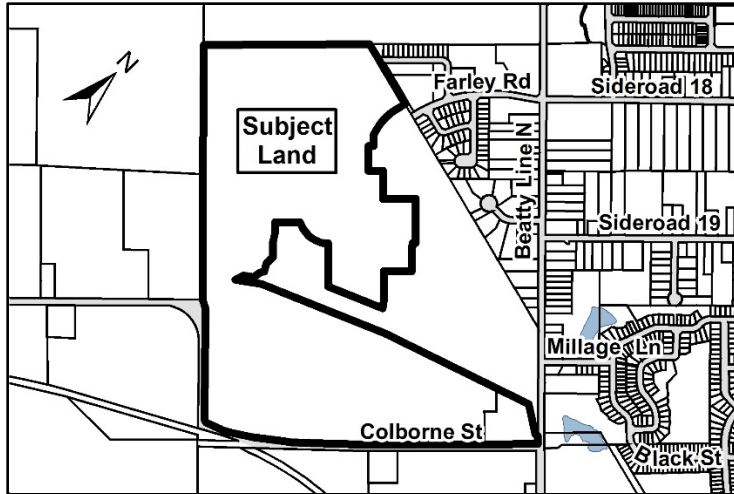 N
Farley Rd
Sideroad 18
Subject
Land
Beatty Line N
Sideroad 19
Millage Ln
Colborne St
Black St